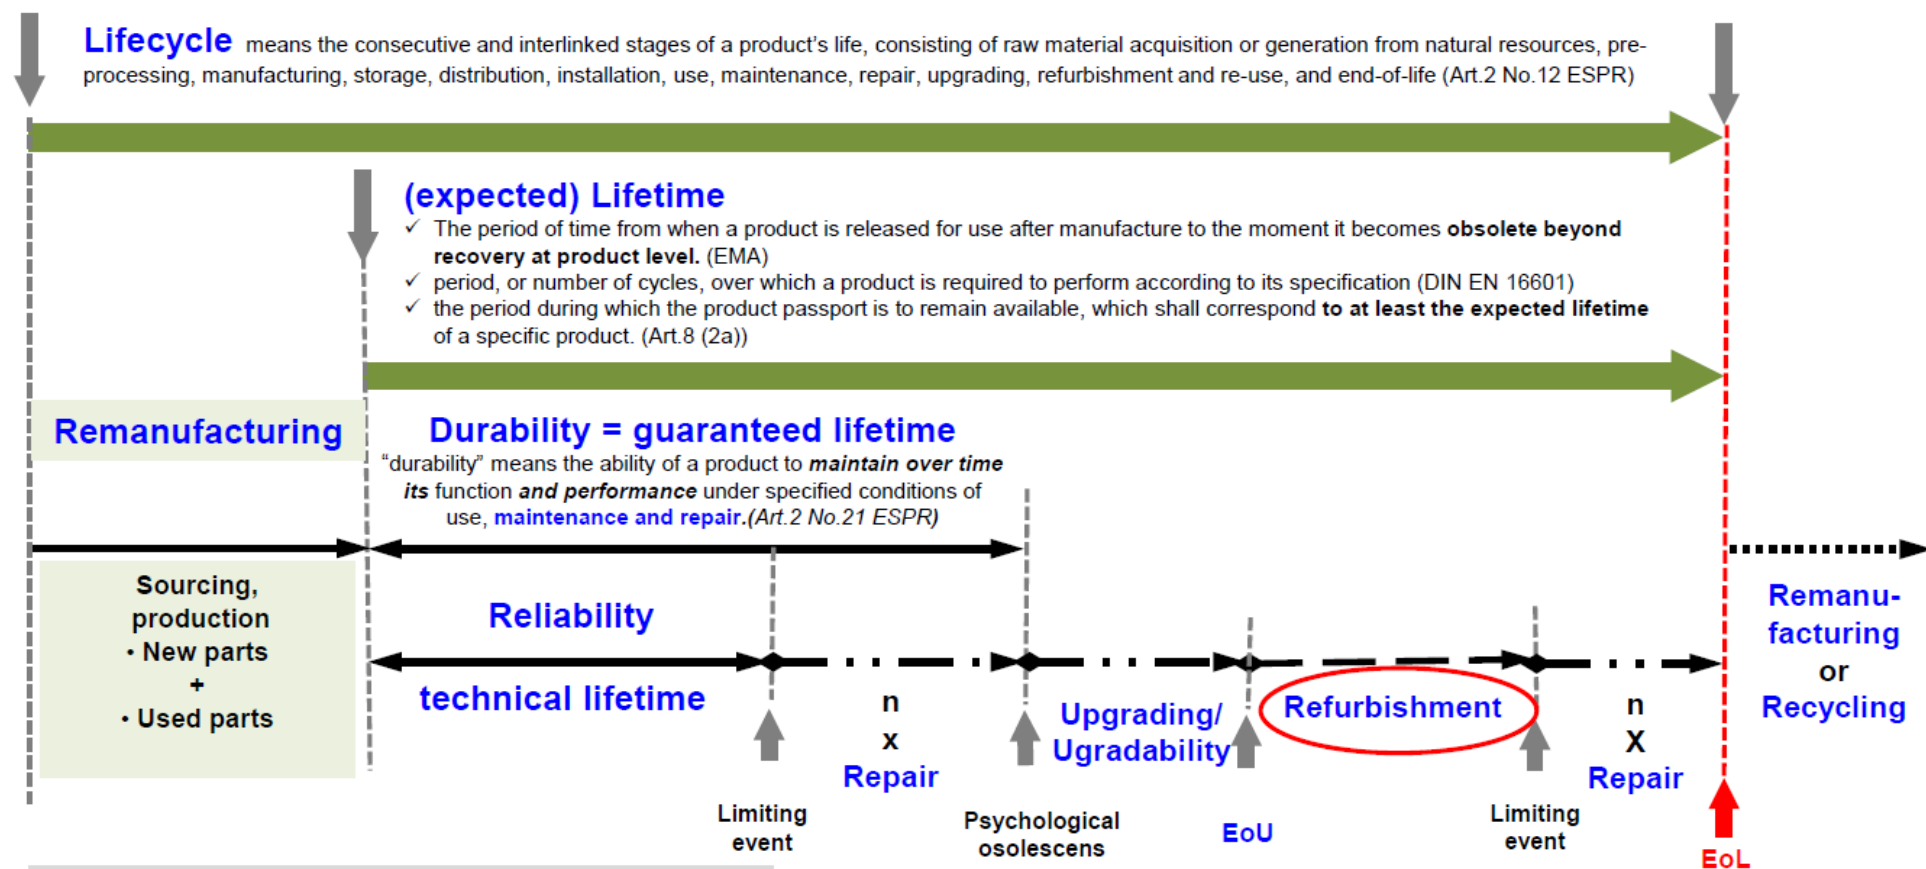 Lifecycle means the consecutive and interlinked stages of a product's life, consisting of raw material acquisition or generation from natural resources, pre-
processing, manufacturing, storage, distribution, installation, use, maintenance, repair, upgrading, refurbishment and re-use, and end-of-life (Art.2 No.12 ESPR)
(expected) Lifetime
✓ The period of time from when a product is released for use after manufacture to the moment it becomes obsolete beyond
recovery at product level. (EMA)
✓ period, or number of cycles, over which a product is required to perform according to its specification (DIN EN 16601)
✓ the period during which the product passport is to remain available, which shall correspond to at least the expected lifetime
of a specific product. (Art.8 (2a))
Remanufacturing
Durability = guaranteed lifetime
“durability” means the ability of a product to maintain over time
its function and performance under specified conditions of
use, maintenance and repair.(Art.2 No.21 ESPR)
Sourcing,
production
• New parts
+
• Used parts
Reliability
technical lifetime
n
x
Repair
Upgrading/
Ugradability
Refurbishment
n
X
Repair
Remanu-
facturing
or
Recycling
Limiting
event
Psychological
osolescens
EoU
Limiting
event
EoL